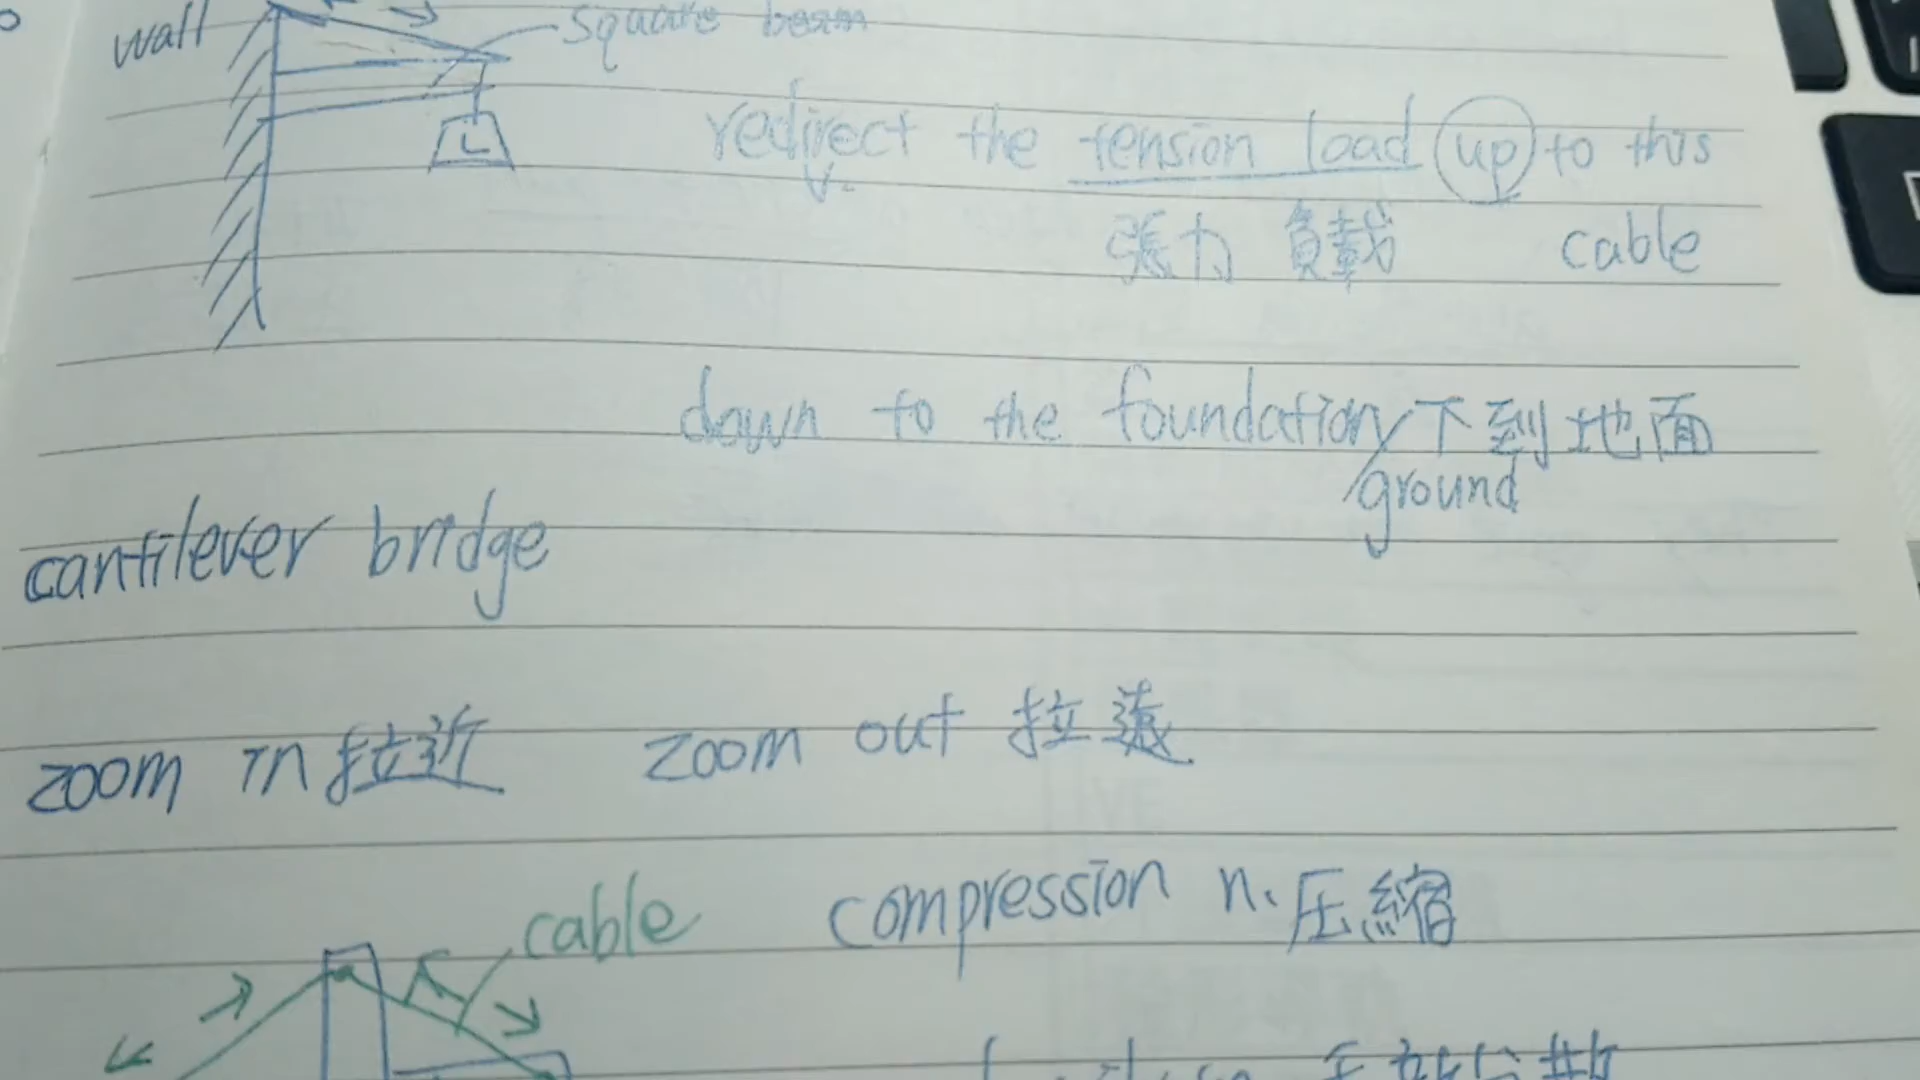 wall
square beam
L
redirect the tension load up to this
張力 負載 cable
down to the foundation/下到地面
ground
cantilever bridge
zoom in 拉近 zoom out 拉遠
cable compression n. 压縮